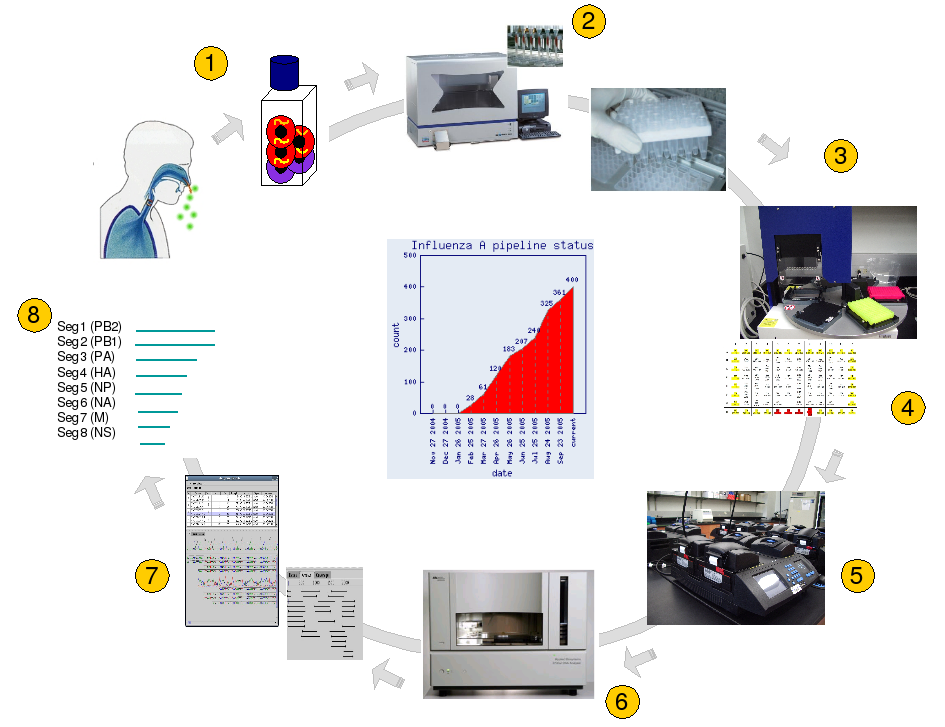 1
2
3
4
5
6
7
8
Seg1 (PB2)
Seg2 (PB1)
Seg3 (PA)
Seg4 (HA)
Seg5 (NP)
Seg6 (NA)
Seg7 (M)
Seg8 (NS)
Influenza A pipeline status
500
400
300
200
100
0
count
0
0
0
28
61
120
183
207
240
325
361
400
Nov 27 2004
Dec 27 2004
Jan 26 2005
Feb 25 2005
Mar 27 2005
Apr 26 2005
May 26 2005
Jun 25 2005
Jul 25 2005
Aug 24 2005
Sep 23 2005
current
date